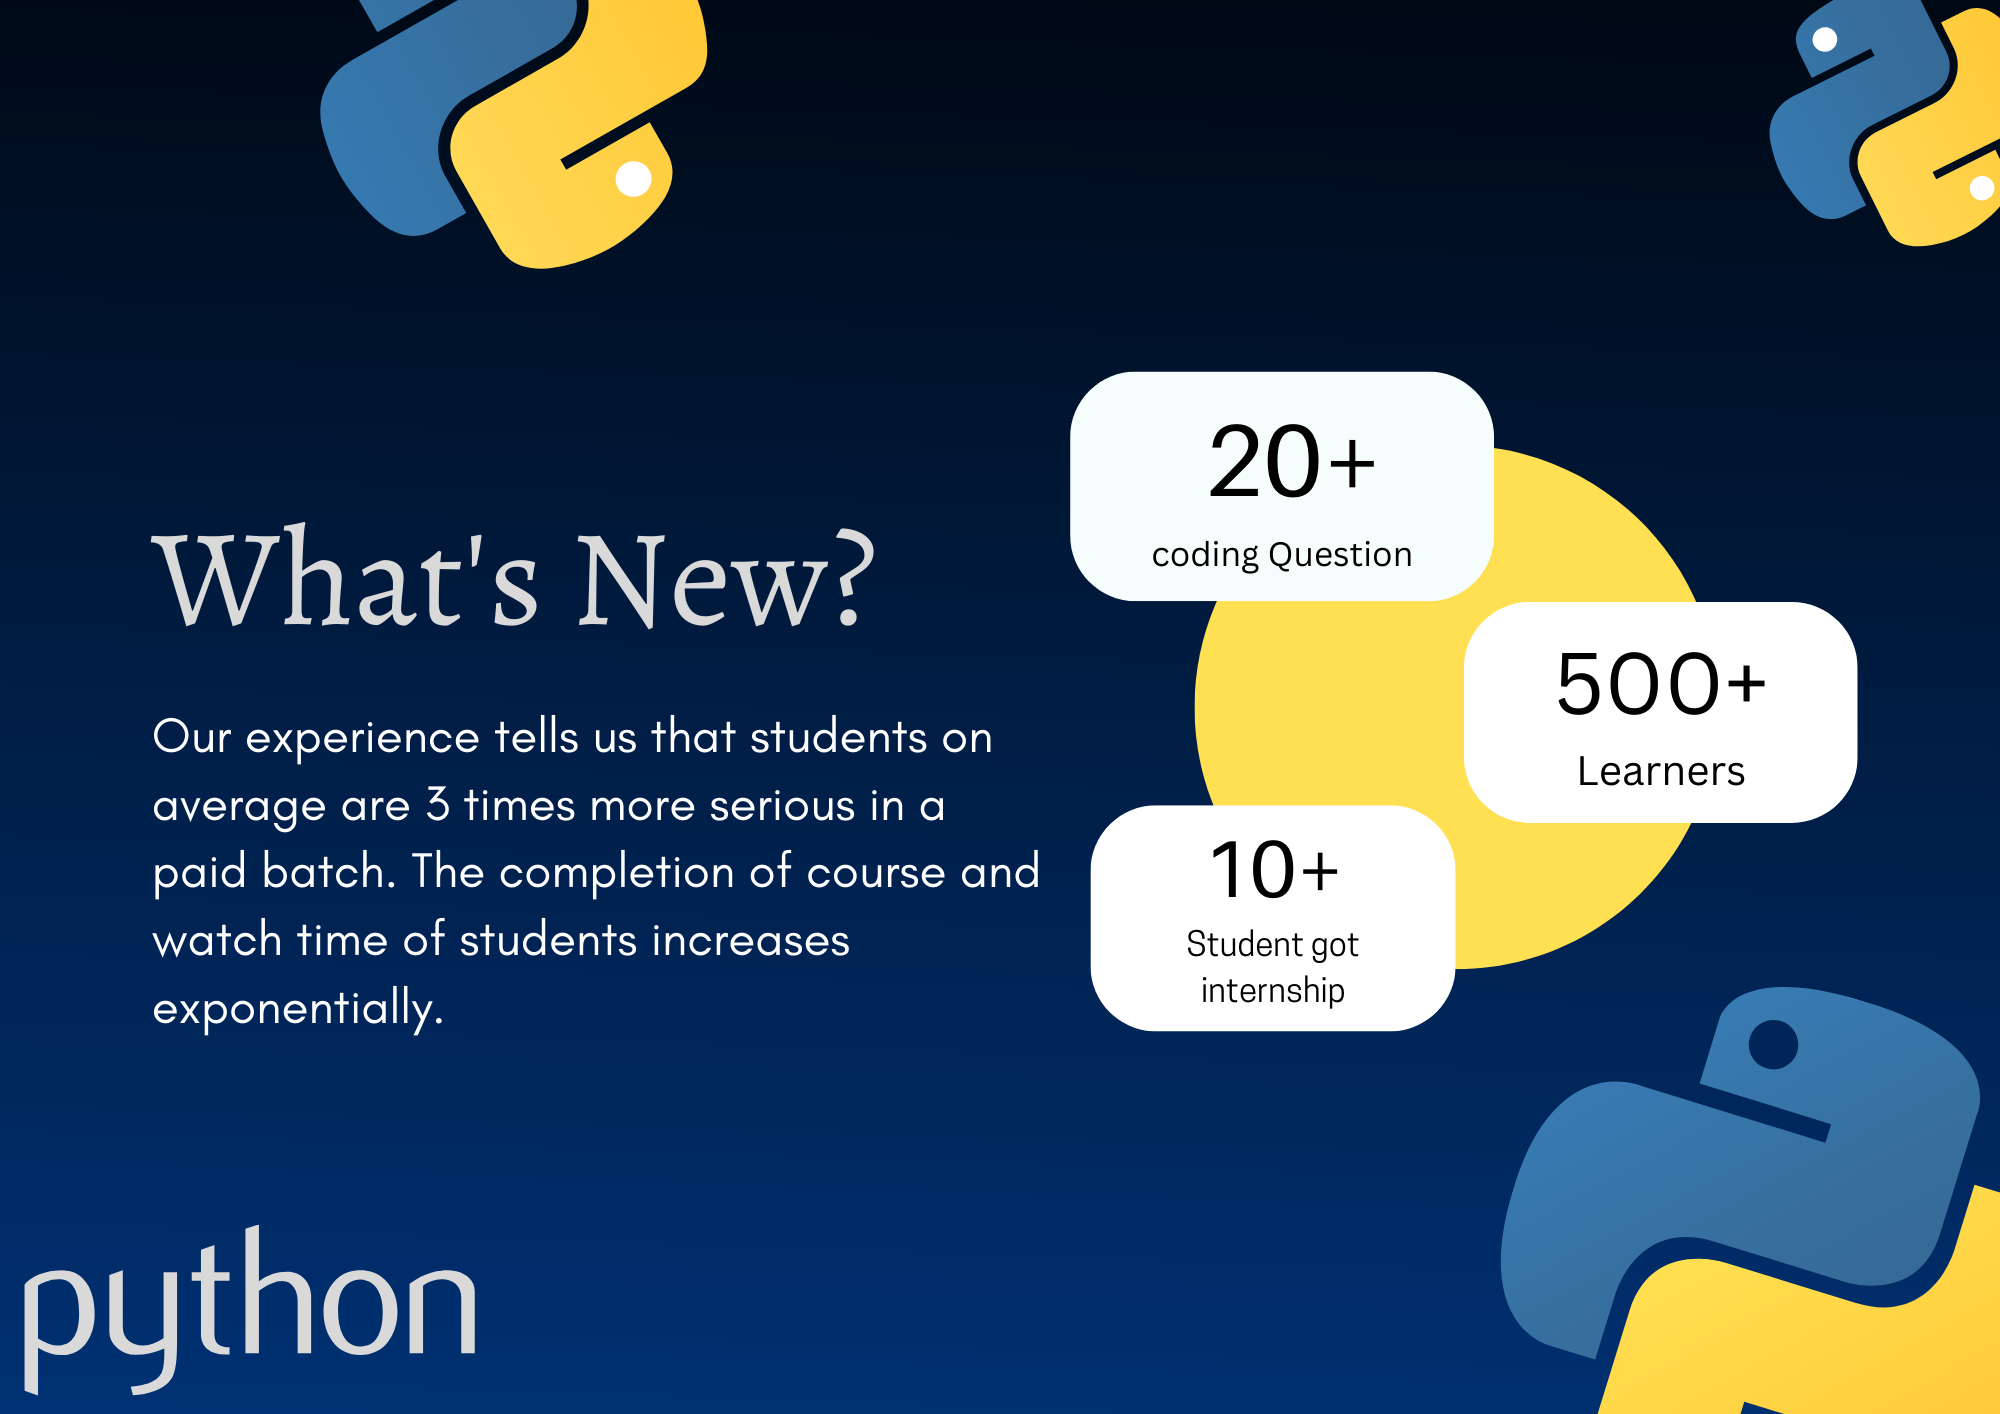 What's New?
Our experience tells us that students on
average are 3 times more serious in a
paid batch. The completion of course and
watch time of students increases
exponentially.
20+
coding Question
500+
Learners
10+
Student got
internship
python